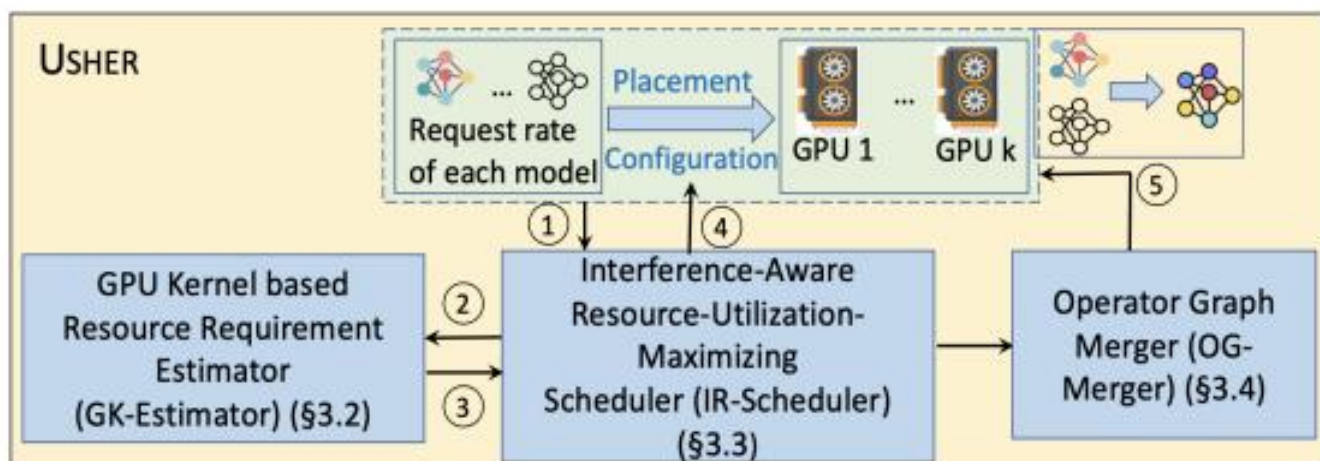 USHER
...
Request rate
of each model
Placement
Configuration
...
GPU 1
GPU k
1
4
5
GPU Kernel based
Resource Requirement
Estimator
(GK-Estimator) (§3.2)
2
3
Interference-Aware
Resource-Utilization-
Maximizing
Scheduler (IR-Scheduler)
(§3.3)
Operator Graph
Merger (OG-
Merger) (§3.4)